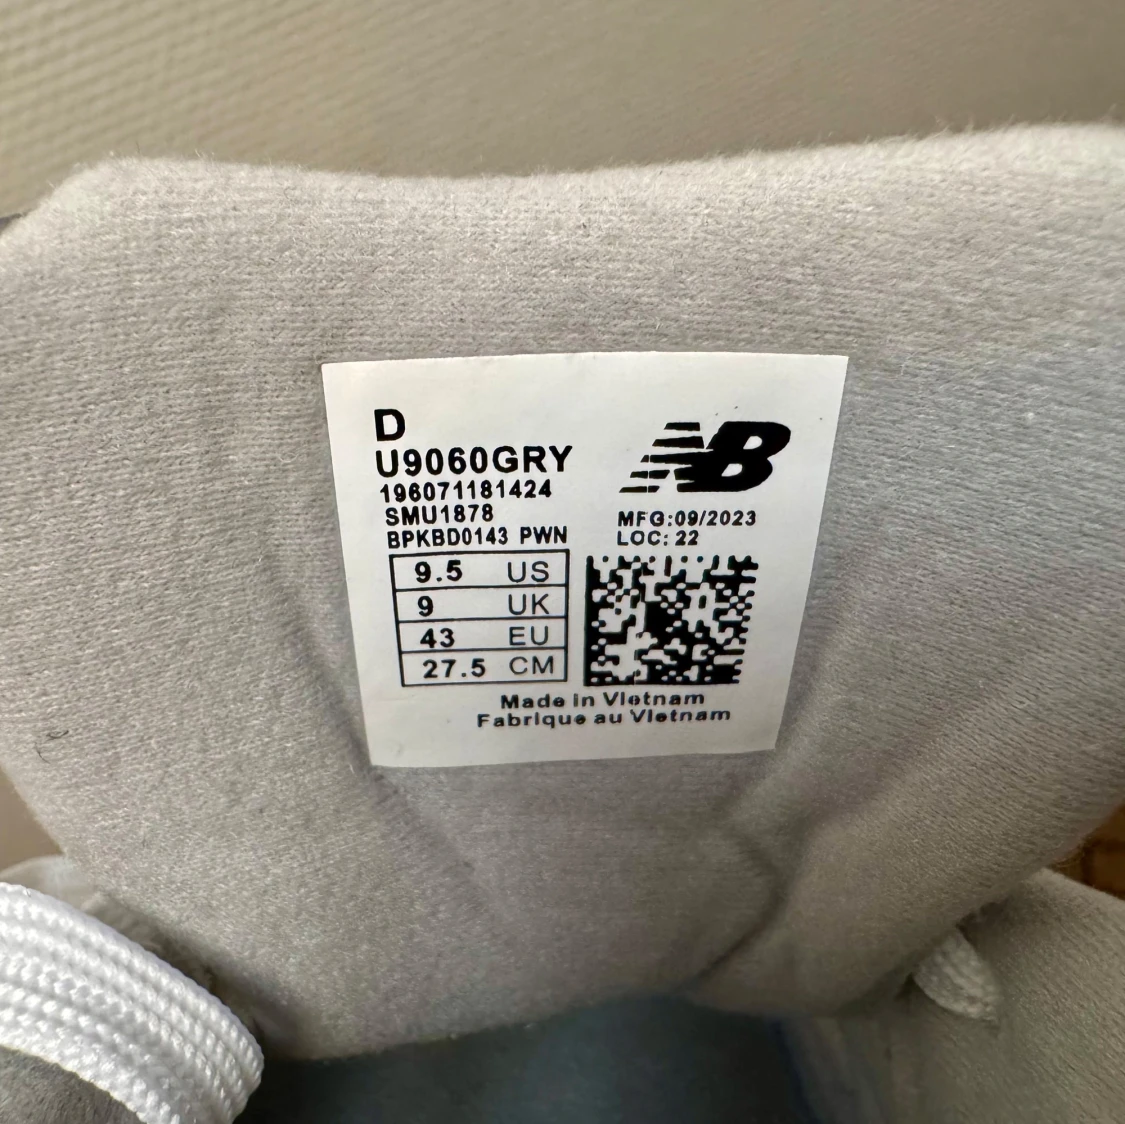 D
U9060GRY
196071181424
SMU1878
BPKBD0143 PWN
NB
MFG:09/2023
LOC: 22
9.5 US
9 UK
43 EU
27.5 CM
Made in Vietnam
Fabrique au Vietnam